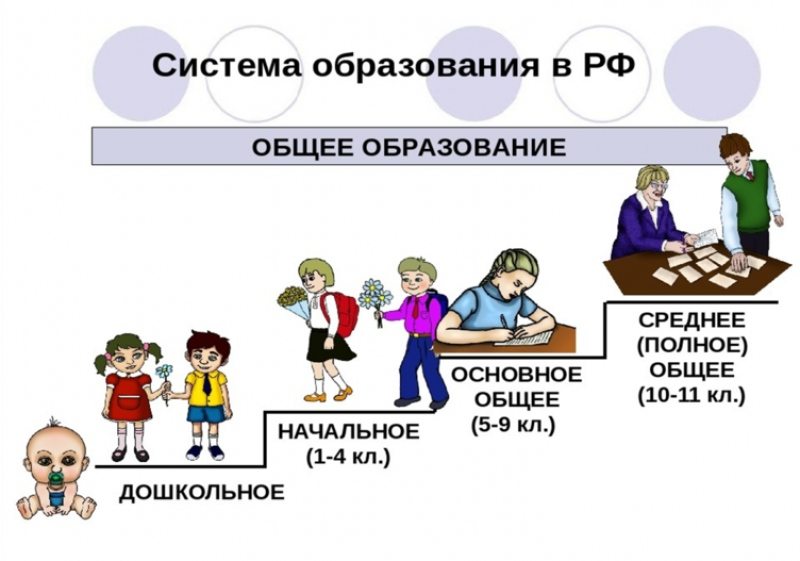 Система образования в РФ
ОБЩЕЕ ОБРАЗОВАНИЕ
ДОШКОЛЬНОЕ
НАЧАЛЬНОЕ
(1-4 кл.)
ОСНОВНОЕ
ОБЩЕЕ
(5-9 кл.)
СРЕДНЕЕ
(ПОЛНОЕ)
ОБЩЕЕ
(10-11 кл.)